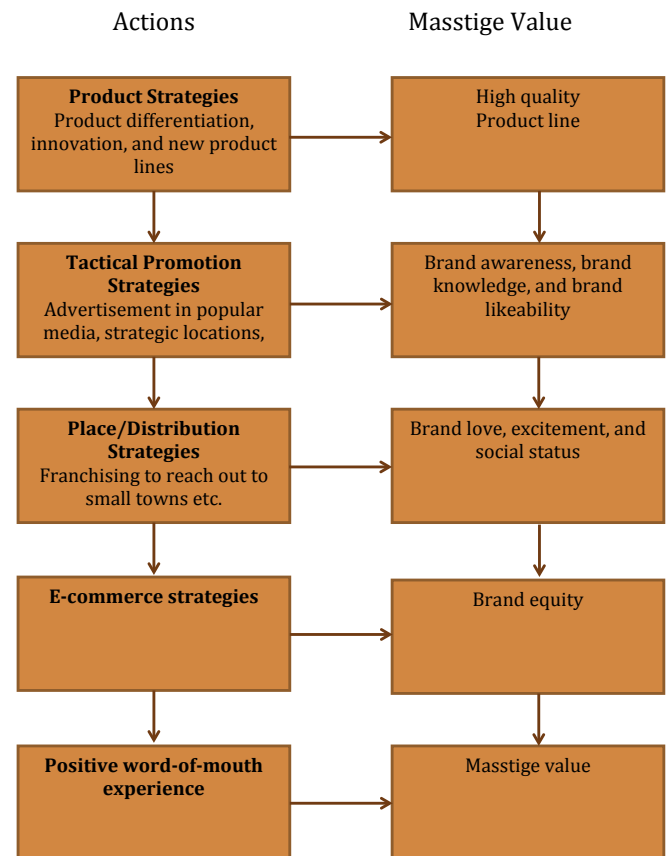 Actions
Masstige Value
Product Strategies
Product differentiation,
innovation, and new product
lines
High quality
Product line
Tactical Promotion
Strategies
Advertisement in popular
media, strategic locations,
Brand awareness, brand
knowledge, and brand
likeability
Place/Distribution
Strategies
Franchising to reach out to
small towns etc.
Brand love, excitement, and
social status
E-commerce strategies
Brand equity
Positive word-of-mouth
experience
Masstige value